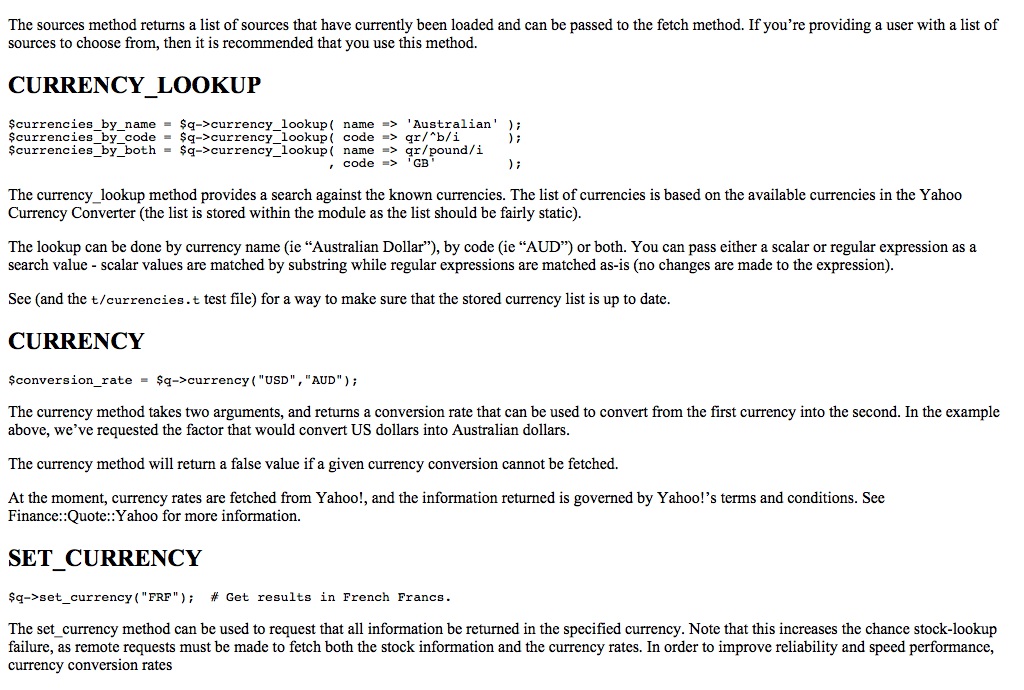 The sources method returns a list of sources that have currently been loaded and can be passed to the fetch method. If you’re providing a user with a list of
sources to choose from, then it is recommended that you use this method.
CURRENCY_LOOKUP
$currencies_by_name = $q->currency_lookup( name => 'Australian' );
$currencies_by_code = $q->currency_lookup( code => qr/^b/i      );
$currencies_by_both = $q->currency_lookup( name => qr/pound/i
                                         , code => 'GB'         );
The currency_lookup method provides a search against the known currencies. The list of currencies is based on the available currencies in the Yahoo
Currency Converter (the list is stored within the module as the list should be fairly static).
The lookup can be done by currency name (ie “Australian Dollar”), by code (ie “AUD”) or both. You can pass either a scalar or regular expression as a
search value - scalar values are matched by substring while regular expressions are matched as-is (no changes are made to the expression).
See (and the t/currencies.t test file) for a way to make sure that the stored currency list is up to date.
CURRENCY
$conversion_rate = $q->currency("USD","AUD");
The currency method takes two arguments, and returns a conversion rate that can be used to convert from the first currency into the second. In the example
above, we’ve requested the factor that would convert US dollars into Australian dollars.
The currency method will return a false value if a given currency conversion cannot be fetched.
At the moment, currency rates are fetched from Yahoo!, and the information returned is governed by Yahoo!’s terms and conditions. See
Finance::Quote::Yahoo for more information.
SET_CURRENCY
$q->set_currency("FRF");  # Get results in French Francs.
The set_currency method can be used to request that all information be returned in the specified currency. Note that this increases the chance stock-lookup
failure, as remote requests must be made to fetch both the stock information and the currency rates. In order to improve reliability and speed performance,
currency conversion rates